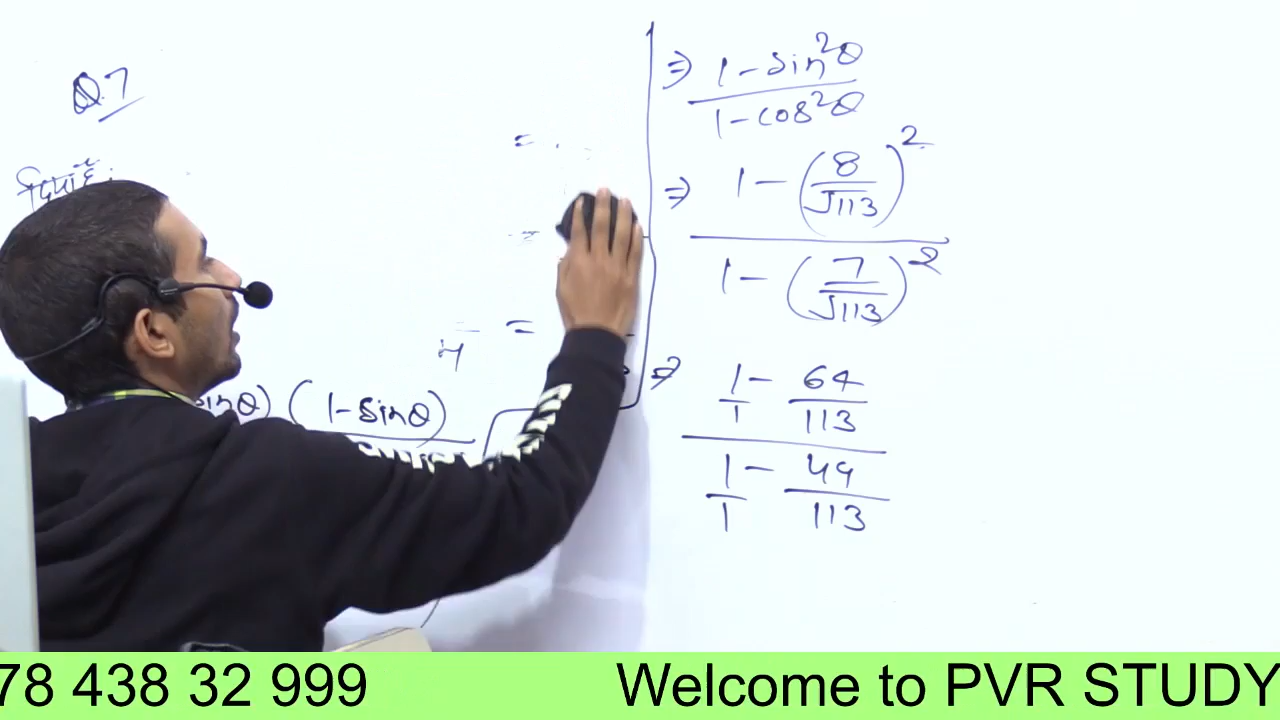 Q.7
inθ) (1-sinθ)
⇒ 1-sin²θ
1-cos²θ
⇒ 1-(8/√113)²
1-(7/√113)²
⇒ 1/1 - 64/113
1/1 - 49/113
78 438 32 999 Welcome to PVR STUDY